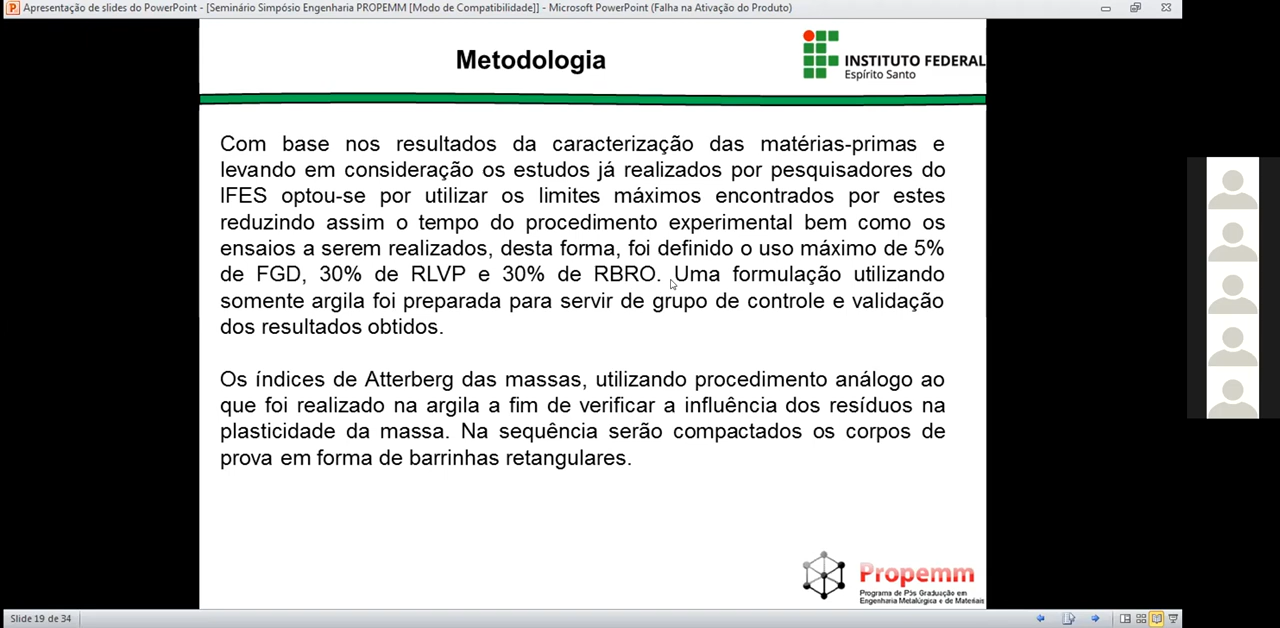 Apresentação de slides do PowerPoint - [Seminário Simpósio Engenharia PROPEMM [Modo de Compatibilidade]] - Microsoft PowerPoint (Falha na Ativação do Produto)
Metodologia
INSTITUTO FEDERAL
Espírito Santo
Com base nos resultados da caracterização das matérias-primas e
levando em consideração os estudos já realizados por pesquisadores do
IFES optou-se por utilizar os limites máximos encontrados por estes
reduzindo assim o tempo do procedimento experimental bem como os
ensaios a serem realizados, desta forma, foi definido o uso máximo de 5%
de FGD, 30% de RLVP e 30% de RBRO. Uma formulação utilizando
somente argila foi preparada para servir de grupo de controle e validação
dos resultados obtidos.
Os índices de Atterberg das massas, utilizando procedimento análogo ao
que foi realizado na argila a fim de verificar a influência dos resíduos na
plasticidade da massa. Na sequência serão compactados os corpos de
prova em forma de barrinhas retangulares.
Propemm
Programa de Pós Graduação em
Engenharia Metalúrgica e de Materiais
Slide 19 de 34